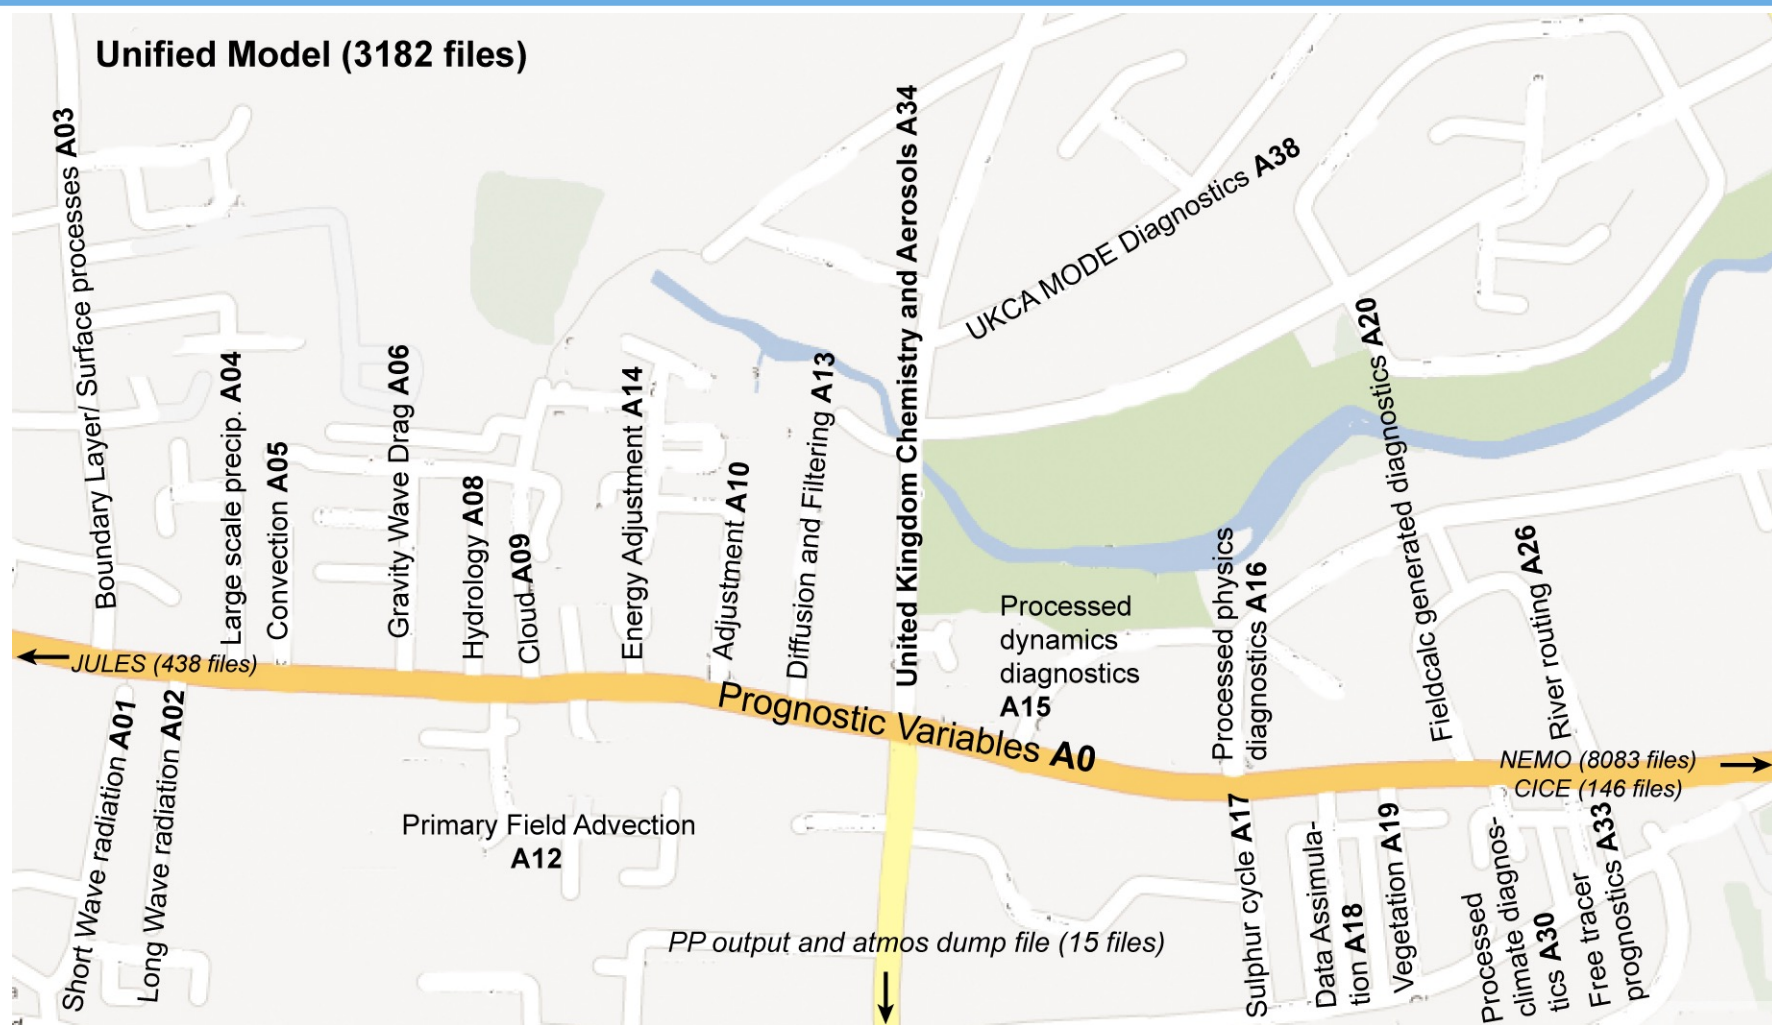 Unified Model (3182 files)
Boundary Layer/ Surface processes A03
Large scale precip. A04
Convection A05
Gravity Wave Drag A06
Hydrology A08
Cloud A09
Energy Adjustment A14
Adjustment A10
Diffusion and Filtering A13
United Kingdom Chemistry and Aerosols A34
UKCA MODE Diagnostics A38
Processed
dynamics
diagnostics
A15
Processed physics
diagnostics A16
Fieldcalc generated diagnostics A20
River routing A26
JULES (438 files)
Prognostic Variables A0
NEMO (8083 files)
CICE (146 files)
Short Wave radiation A01
Long Wave radiation A02
Primary Field Advection
A12
PP output and atmos dump file (15 files)
Sulphur cycle A17
Data Assimula-
tion A18
Vegetation A19
Processed
climate diagnos-
tics A30
Free tracer
prognostics A33